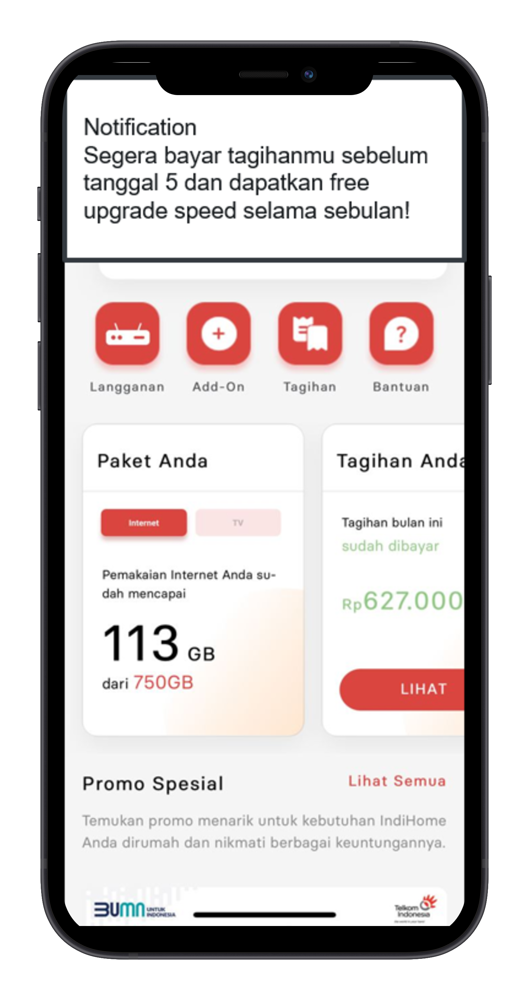 Notification
Segera bayar tagihanmu sebelum
tanggal 5 dan dapatkan free
upgrade speed selama sebulan!
Langganan Add-On Tagihan Bantuan
Paket Anda
Internet TV
Pemakaian Internet Anda su-
dah mencapai
113 GB
dari 750GB
Tagihan Anda
Tagihan bulan ini
sudah dibayar
Rp627.000
LIHAT
Promo Spesial Lihat Semua
Temukan promo menarik untuk kebutuhan IndiHome
Anda dirumah dan nikmati berbagai keuntungannya.
BUMN UNTUK
INDONESIA
Telkom
Indonesia